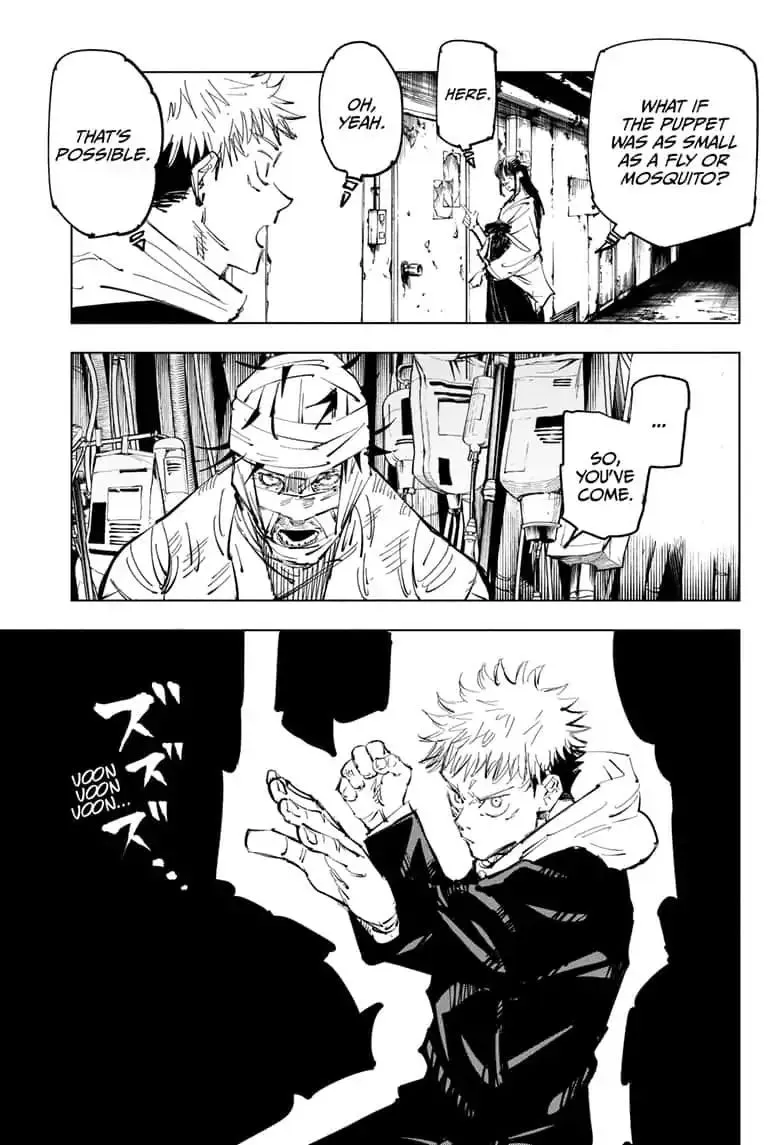 WHAT IF
THE PUPPET
WAS AS SMALL
AS A FLY OR
MOSQUITO?
HERE.
OH,
YEAH.
THAT'S
POSSIBLE.
...
SO,
YOU'VE
COME.
ズ
ズ
ズ...
VOON
VOON
VOON...